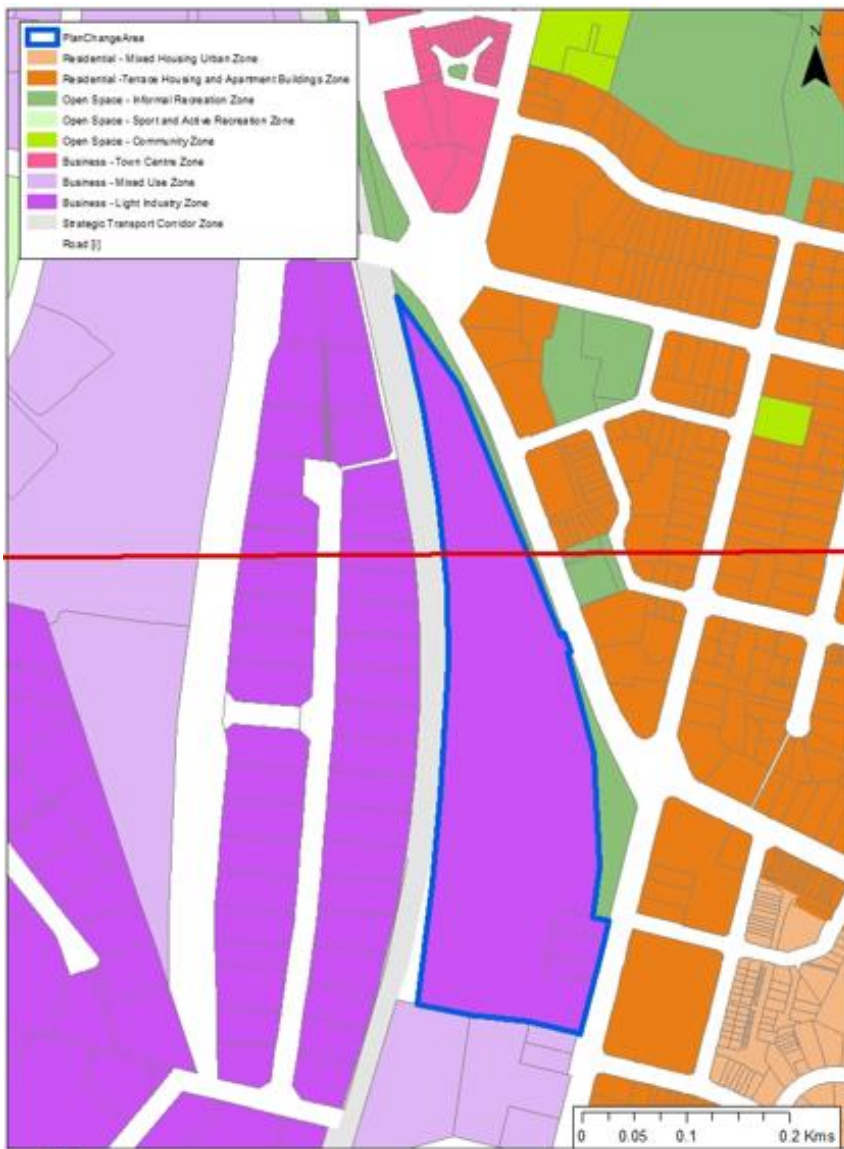 PlanChangeArea
Residential - Mixed Housing Urban Zone
Residential -Terrace Housing and Apartment Buildings Zone
Open Space - Informal Recreation Zone
Open Space - Sport and Active Recreation Zone
Open Space - Community Zone
Business - Town Centre Zone
Business - Mixed Use Zone
Business - Light Industry Zone
Strategic Transport Corridor Zone
Road [i]
N
0 0.05 0.1 0.2 Kms